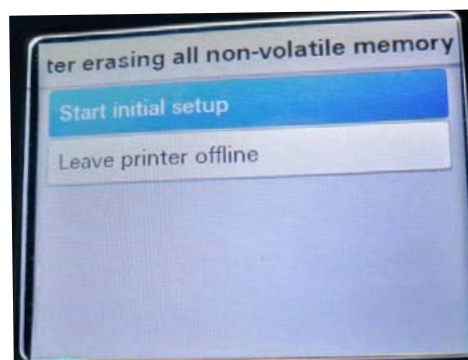 ter erasing all non-volatile memory
Start initial setup
Leave printer offline